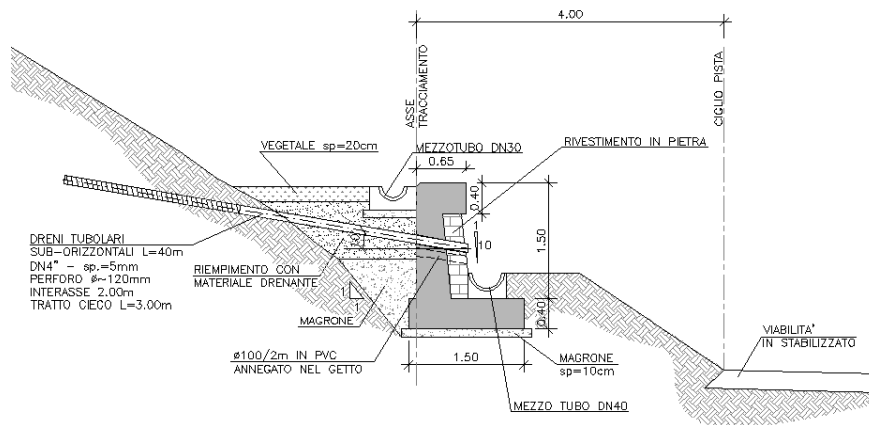 4.00
ASSE
TRACCIAMENTO
CIGLIO PISTA
VEGETALE sp=20cm
MEZZOTUBO DN30
0.65
RIVESTIMENTO IN PIETRA
0.40
1.50
10
DRENI TUBOLARI
SUB-ORIZZONTALI L=40m
DN4" - sp.=5mm
PERFORO ø~120mm
INTERASSE 2.00m
TRATTO CIECO L=3.00m
RIEMPIMENTO CON
MATERIALE DRENANTE
1
1
MAGRONE
0.40
ø100/2m IN PVC
ANNEGATO NEL GETTO
1.50
MAGRONE
sp=10cm
MEZZO TUBO DN40
VIABILITA'
IN STABILIZZATO